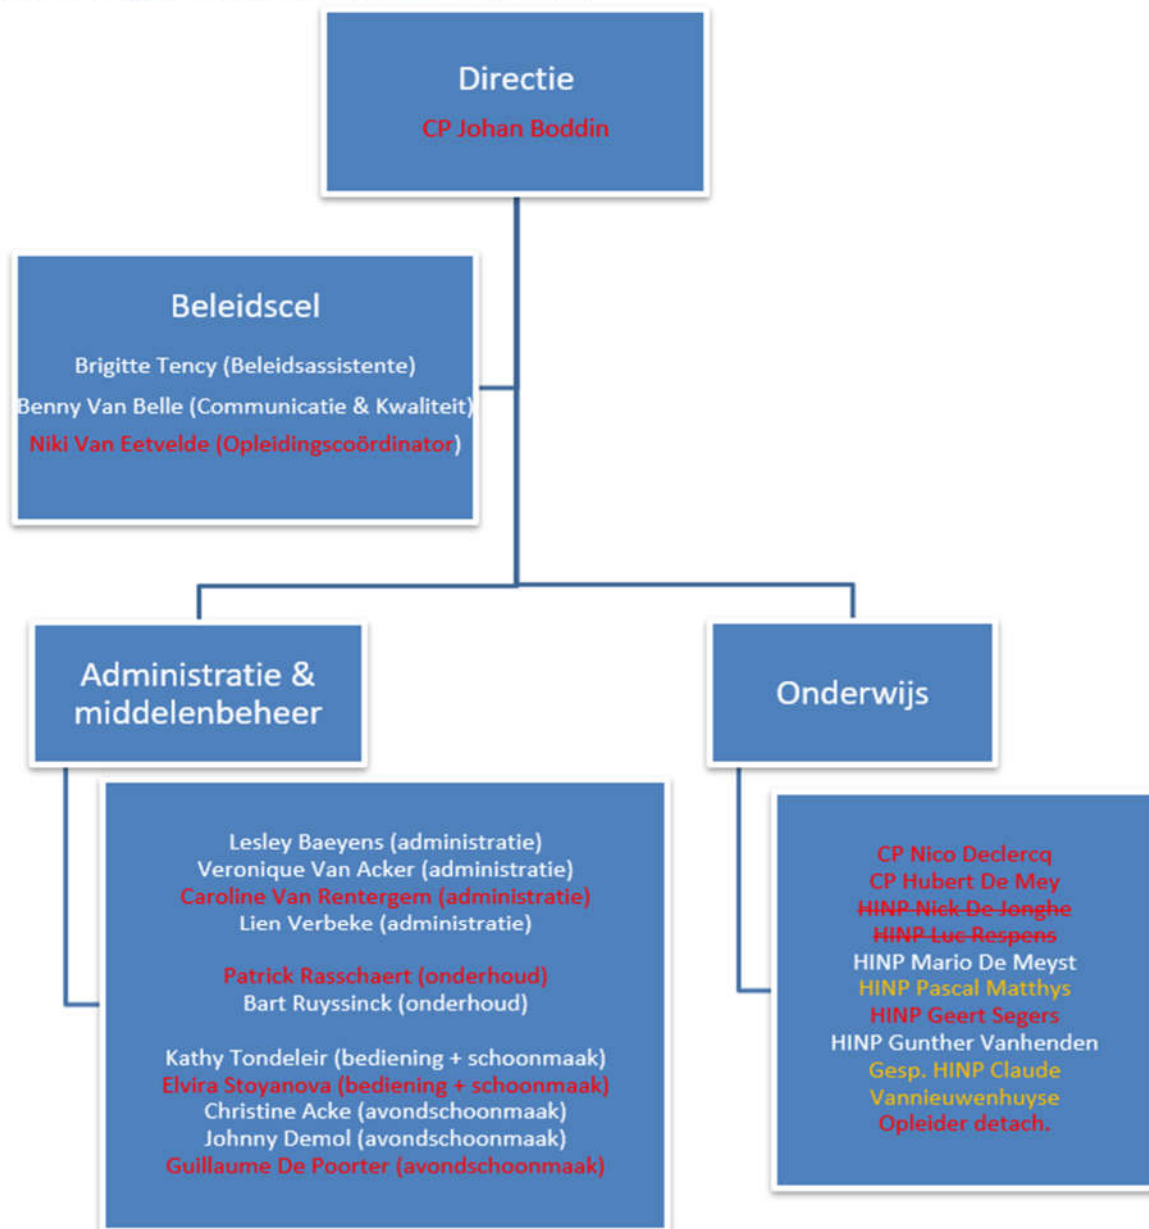 Directie
CP Johan Boddin
Beleidscel
Brigitte Tency (Beleidsassistente)
Benny Van Belle (Communicatie & Kwaliteit)
Niki Van Eetvelde (Opleidingscoördinator)
Administratie &
middelenbeheer
Lesley Baeyens (administratie)
Veronique Van Acker (administratie)
Caroline Van Rentergem (administratie)
Lien Verbeke (administratie)
Patrick Rasschaert (onderhoud)
Bart Ruyssinck (onderhoud)
Kathy Tondeleir (bediening + schoonmaak)
Elvira Stoyanova (bediening + schoonmaak)
Christine Acke (avondschoonmaak)
Johnny Demol (avondschoonmaak)
Guillaume De Poorter (avondschoonmaak)
Onderwijs
CP Nico Declercq
CP Hubert De Mey
HINP Nick De Jonghe
HINP Luc Respens
HINP Mario De Meyst
HINP Pascal Matthys
HINP Geert Segers
HINP Gunther Vanhenden
Gesp. HINP Claude
Vannieuwenhuyse
Opleider detach.